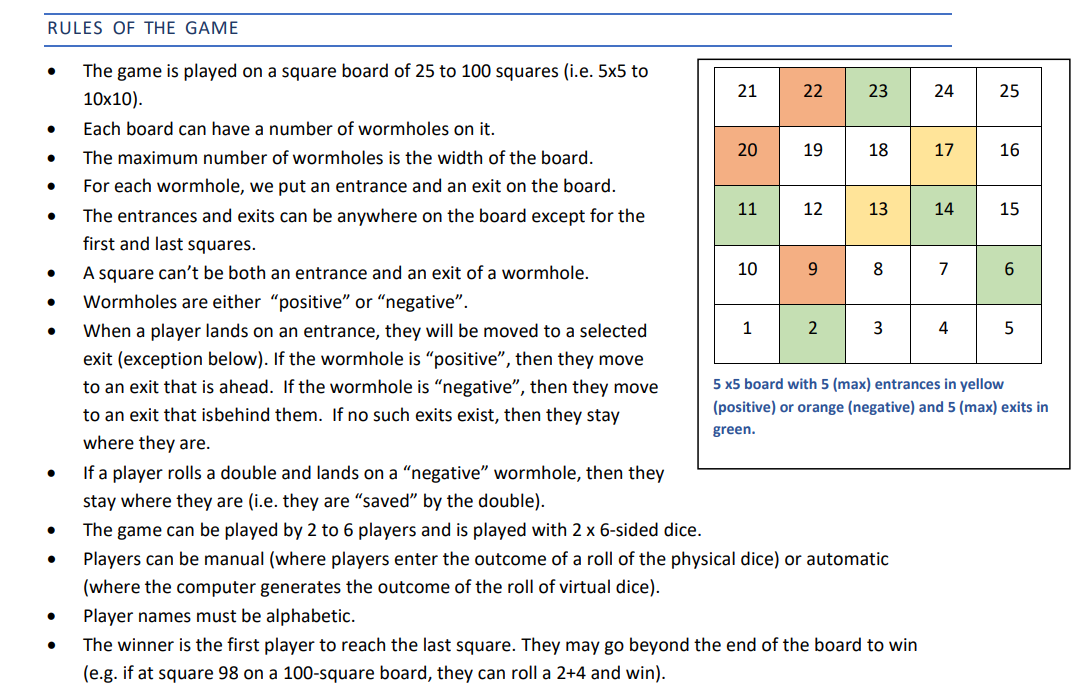 RULES OF THE GAME
• The game is played on a square board of 25 to 100 squares (i.e. 5x5 to
10x10).
• Each board can have a number of wormholes on it.
• The maximum number of wormholes is the width of the board.
• For each wormhole, we put an entrance and an exit on the board.
• The entrances and exits can be anywhere on the board except for the
first and last squares.
• A square can't be both an entrance and an exit of a wormhole.
• Wormholes are either “positive” or “negative”.
• When a player lands on an entrance, they will be moved to a selected
exit (exception below). If the wormhole is “positive”, then they move
to an exit that is ahead. If the wormhole is “negative”, then they move
to an exit that isbehind them. If no such exits exist, then they stay
where they are.
• If a player rolls a double and lands on a “negative” wormhole, then they
stay where they are (i.e. they are “saved” by the double).
• The game can be played by 2 to 6 players and is played with 2 x 6-sided dice.
• Players can be manual (where players enter the outcome of a roll of the physical dice) or automatic
(where the computer generates the outcome of the roll of virtual dice).
• Player names must be alphabetic.
• The winner is the first player to reach the last square. They may go beyond the end of the board to win
(e.g. if at square 98 on a 100-square board, they can roll a 2+4 and win).
21 22 23 24 25
20 19 18 17 16
11 12 13 14 15
10 9 8 7 6
1 2 3 4 5
5 x5 board with 5 (max) entrances in yellow
(positive) or orange (negative) and 5 (max) exits in
green.